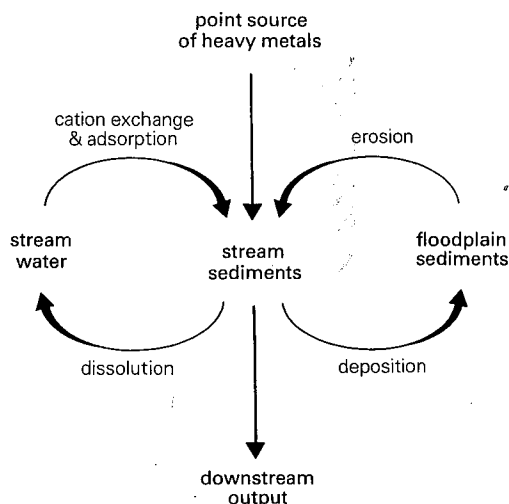 point source
of heavy metals
cation exchange
& adsorption
erosion
stream
water
stream
sediments
floodplain
sediments
dissolution
deposition
downstream
output